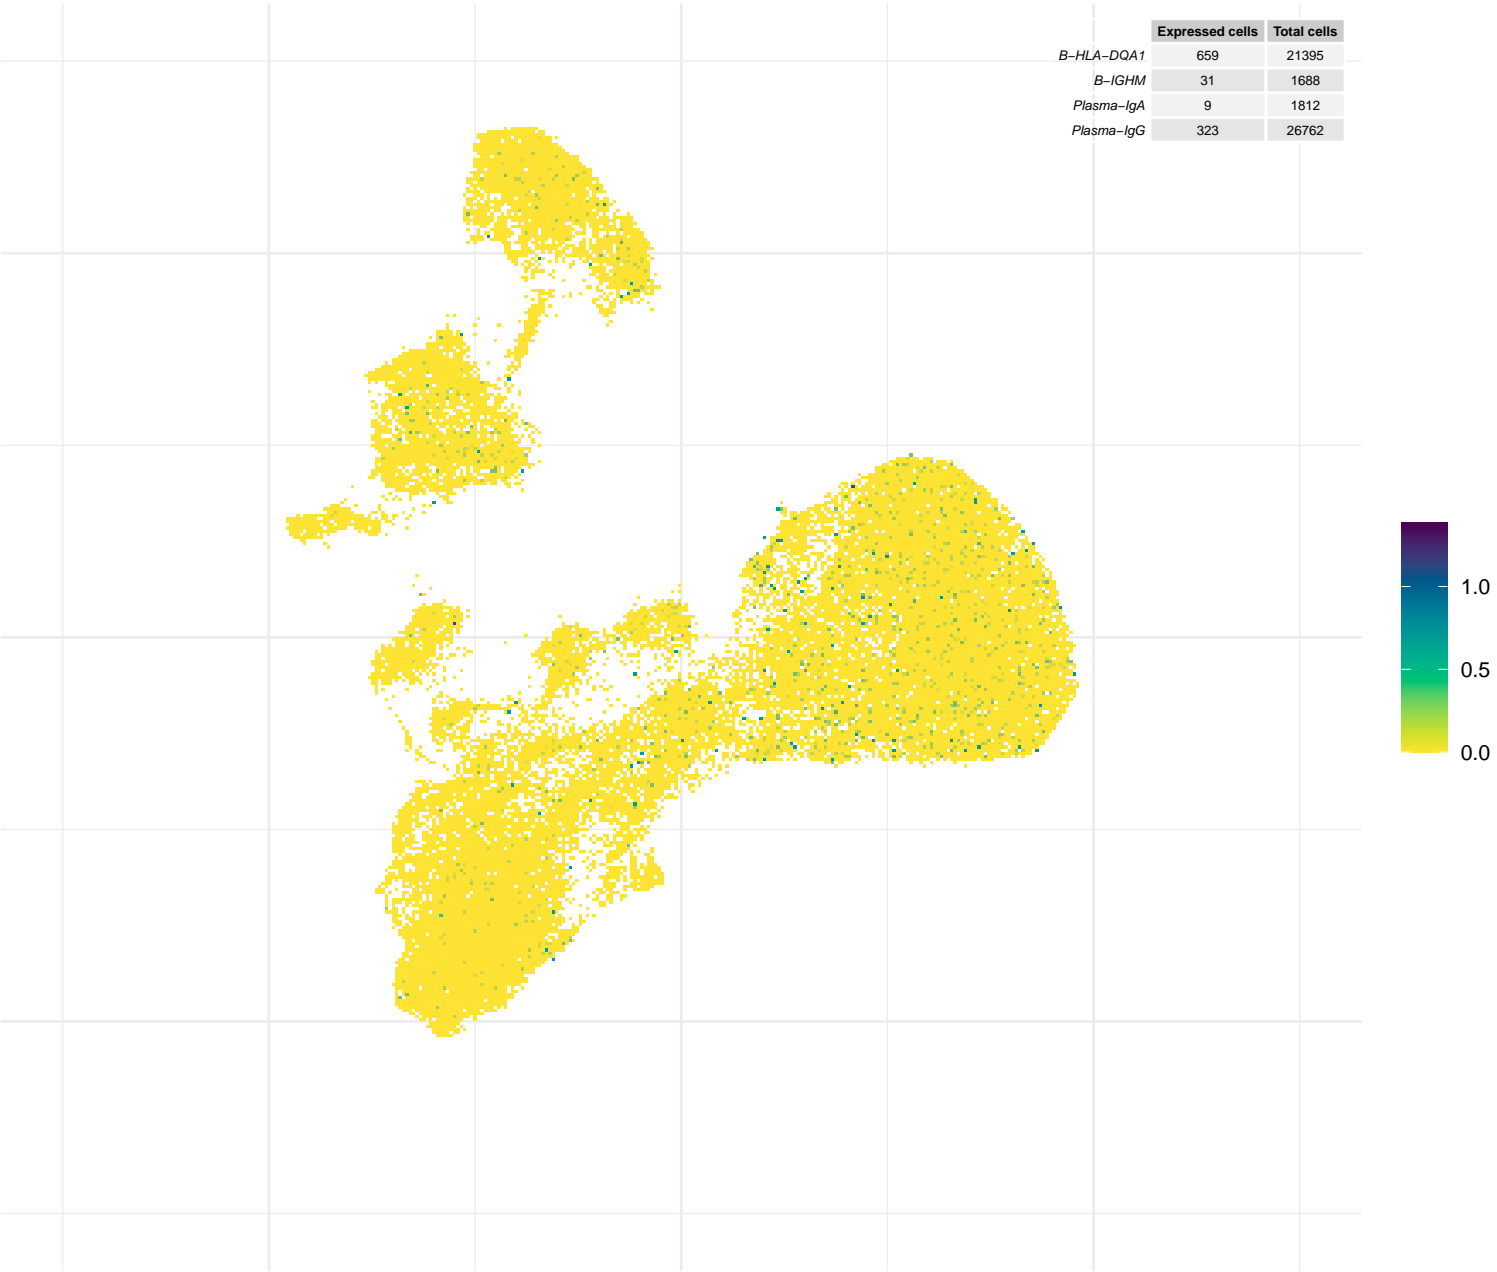 Expressed cells Total cells
B−HLA−DQA1 659 21395
B−IGHM 31 1688
Plasma−IgA 9 1812
Plasma−IgG 323 26762
1.0
0.5
0.0